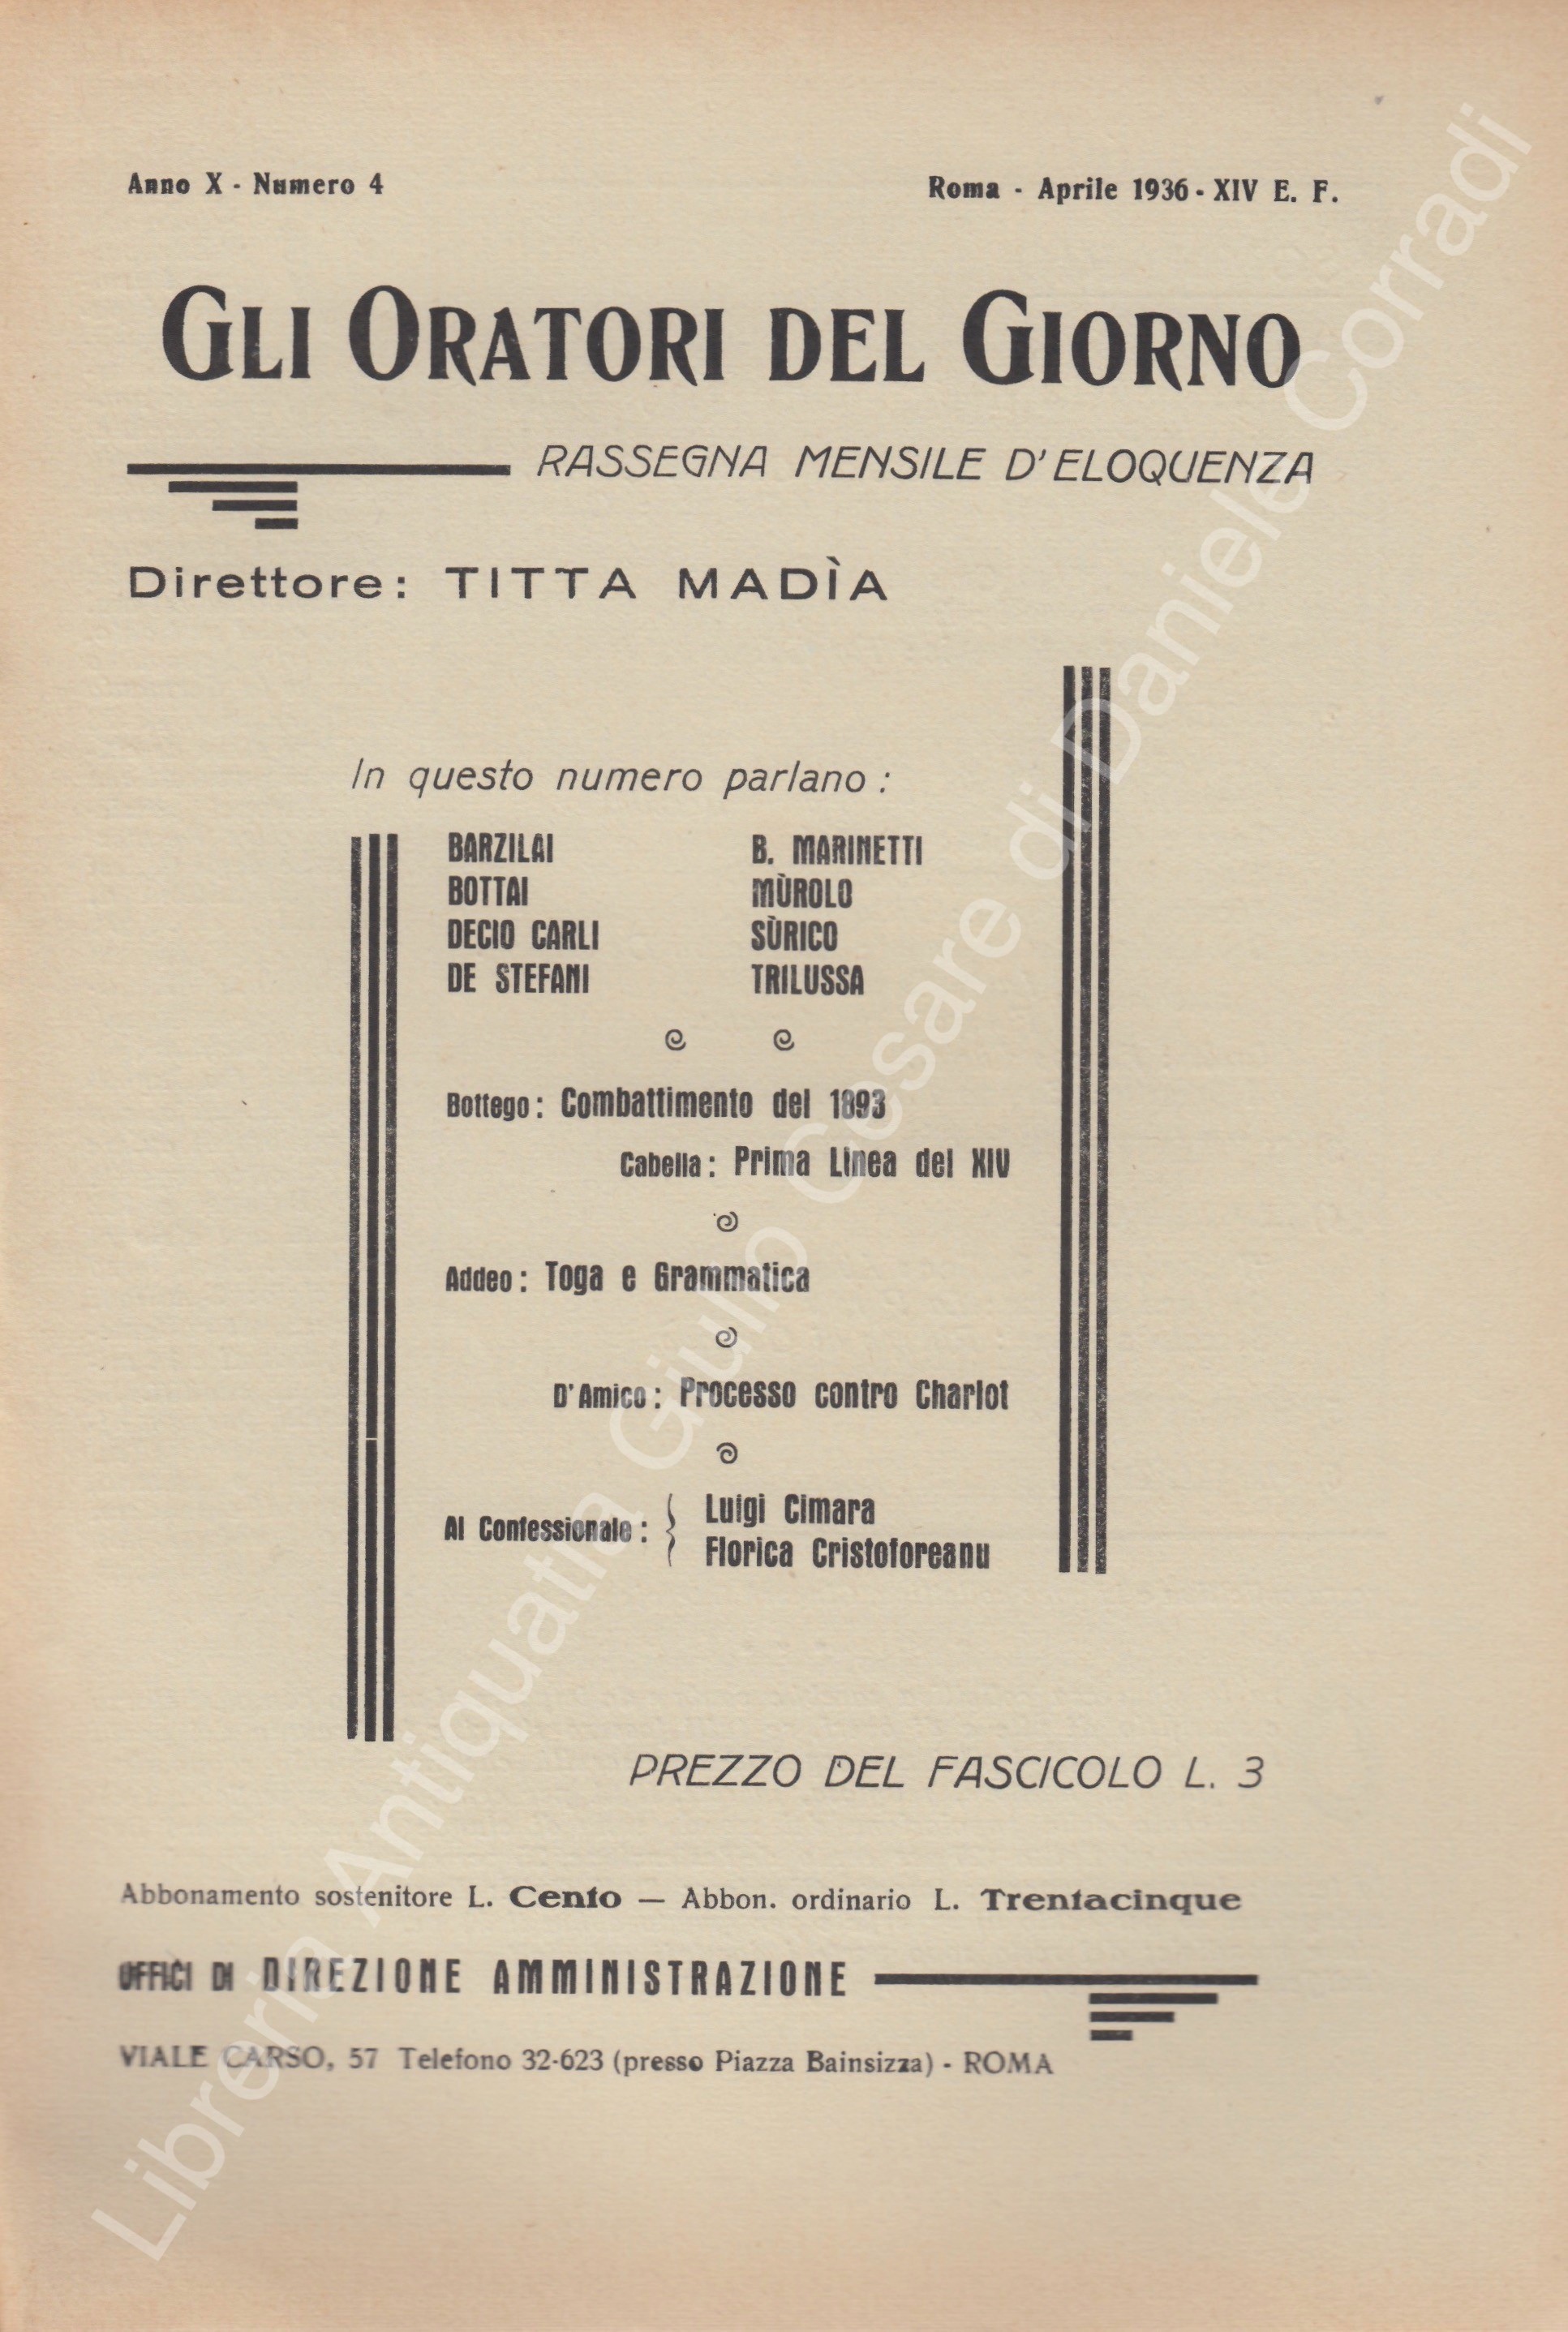 Anno X - Numero 4
Roma - Aprile 1936 - XIV E. F.
GLI ORATORI DEL GIORNO
RASSEGNA MENSILE D'ELOQUENZA
Direttore: TITTA MADÌA
In questo numero parlano:
BARZILAI
BOTTAI
DECIO CARLI
DE STEFANI
B. MARINETTI
MÙROLO
SÙRICO
TRILUSSA
Bottego: Combattimento del 1893
Cabella: Prima Linea del XIV
Addeo: Toga e Grammatica
D'Amico: Processo contro Charlot
Al Confessionale: { Luigi Cimara
Florica Cristoforeanu
PREZZO DEL FASCICOLO L. 3
Abbonamento sostenitore L. Cento — Abbon. ordinario L. Trentacinque
UFFICI DI DIREZIONE AMMINISTRAZIONE
VIALE CARSO, 57 Telefono 32-623 (presso Piazza Bainsizza) - ROMA
Libreria Antiquaria Giulio Cesare di Daniele Corradi